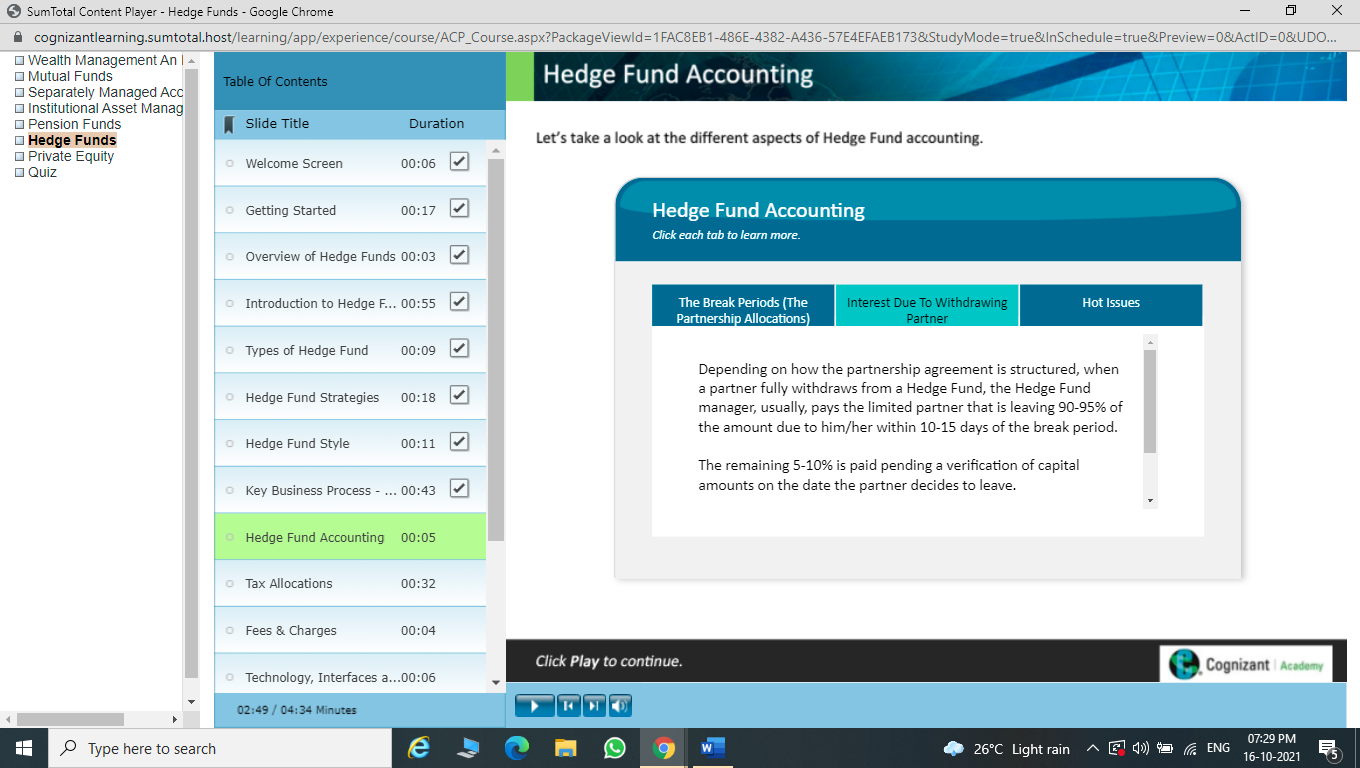 SumTotal Content Player - Hedge Funds - Google Chrome
cognizantlearning.sumtotal.host/learning/app/experience/course/ACP_Course.aspx?PackageViewId=1FAC8EB1-486E-4382-A436-57E4EFAEB173&StudyMode=true&InSchedule=true&Preview=0&ActID=0&UDO...
Wealth Management An
Mutual Funds
Separately Managed Acc
Institutional Asset Manag
Pension Funds
Hedge Funds
Private Equity
Quiz
Table Of Contents
Slide Title Duration
Welcome Screen 00:06
Getting Started 00:17
Overview of Hedge Funds 00:03
Introduction to Hedge F... 00:55
Types of Hedge Fund 00:09
Hedge Fund Strategies 00:18
Hedge Fund Style 00:11
Key Business Process - ... 00:43
Hedge Fund Accounting 00:05
Tax Allocations 00:32
Fees & Charges 00:04
Technology, Interfaces a...00:06
02:49 / 04:34 Minutes
Hedge Fund Accounting
Let's take a look at the different aspects of Hedge Fund accounting.
Hedge Fund Accounting
Click each tab to learn more.
The Break Periods (The
Partnership Allocations)
Interest Due To Withdrawing
Partner
Hot Issues
Depending on how the partnership agreement is structured, when
a partner fully withdraws from a Hedge Fund, the Hedge Fund
manager, usually, pays the limited partner that is leaving 90-95% of
the amount due to him/her within 10-15 days of the break period.
The remaining 5-10% is paid pending a verification of capital
amounts on the date the partner decides to leave.
Click Play to continue.
Cognizant | Academy
Type here to search
26°C Light rain
ENG
07:29 PM
16-10-2021
5